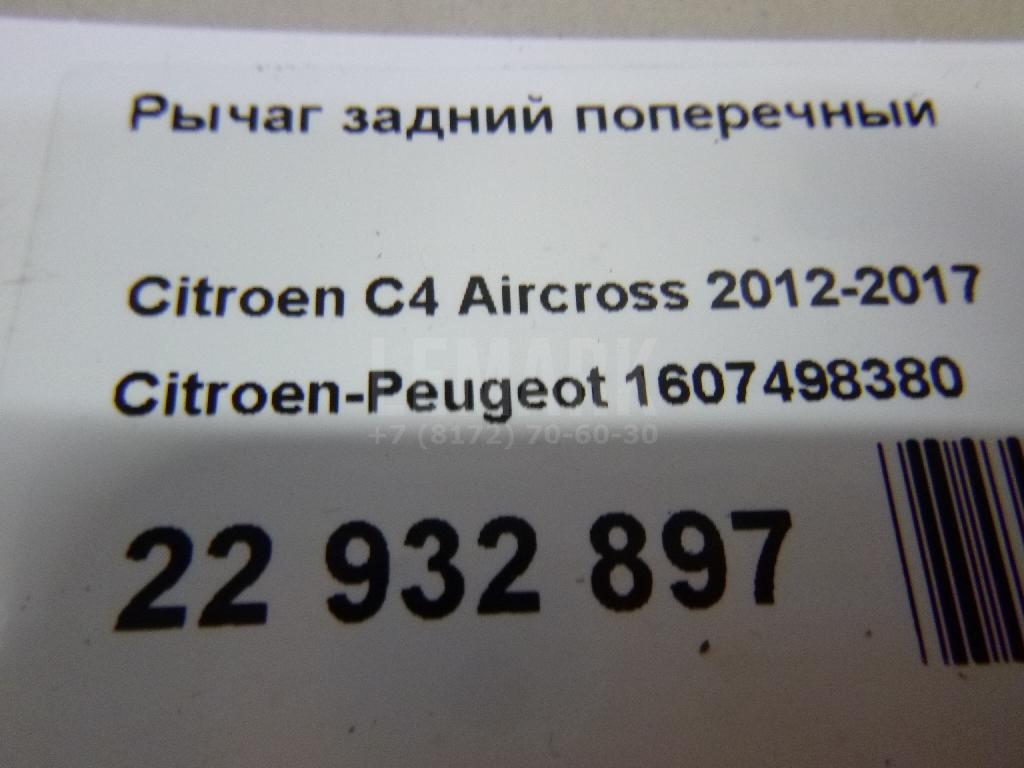 Рычаг задний поперечный
Citroen C4 Aircross 2012-2017
LEMARK
Citroen-Peugeot 1607498380
+7 (8172) 70-60-30
22 932 897